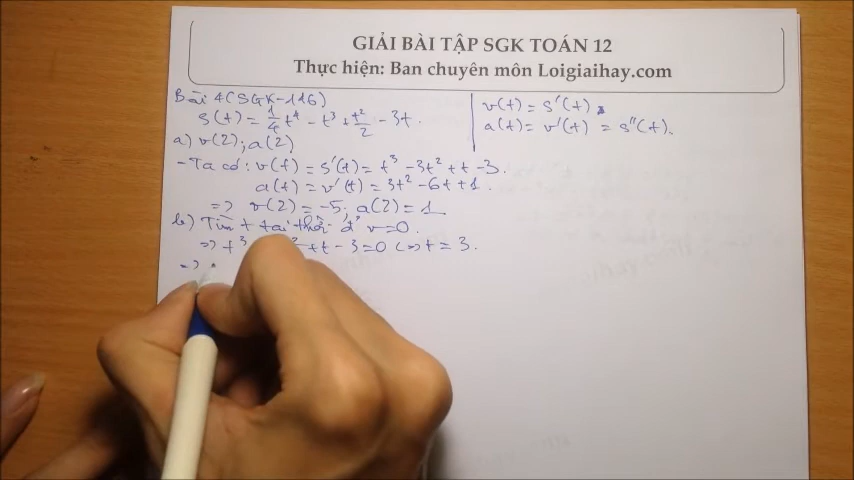 GIẢI BÀI TẬP SGK TOÁN 12
Thực hiện: Ban chuyên môn Loigiaihay.com
Bài 4(SGK-116)
s(t) = 1/4 t⁴ - t³ + t²/2 - 3t.
v(t) = s'(t)
a(t) = v'(t) = s''(t).
a) v(2); a(2)
- Ta có: v(t) = s'(t) = t³ - 3t² + t - 3.
a(t) = v'(t) = 3t² - 6t + 1.
=> v(2) = -5; a(2) = 1
b) Tìm t tại thời đ' v=0.
=> t³ t² + t - 3 = 0 <=> t = 3.
=>